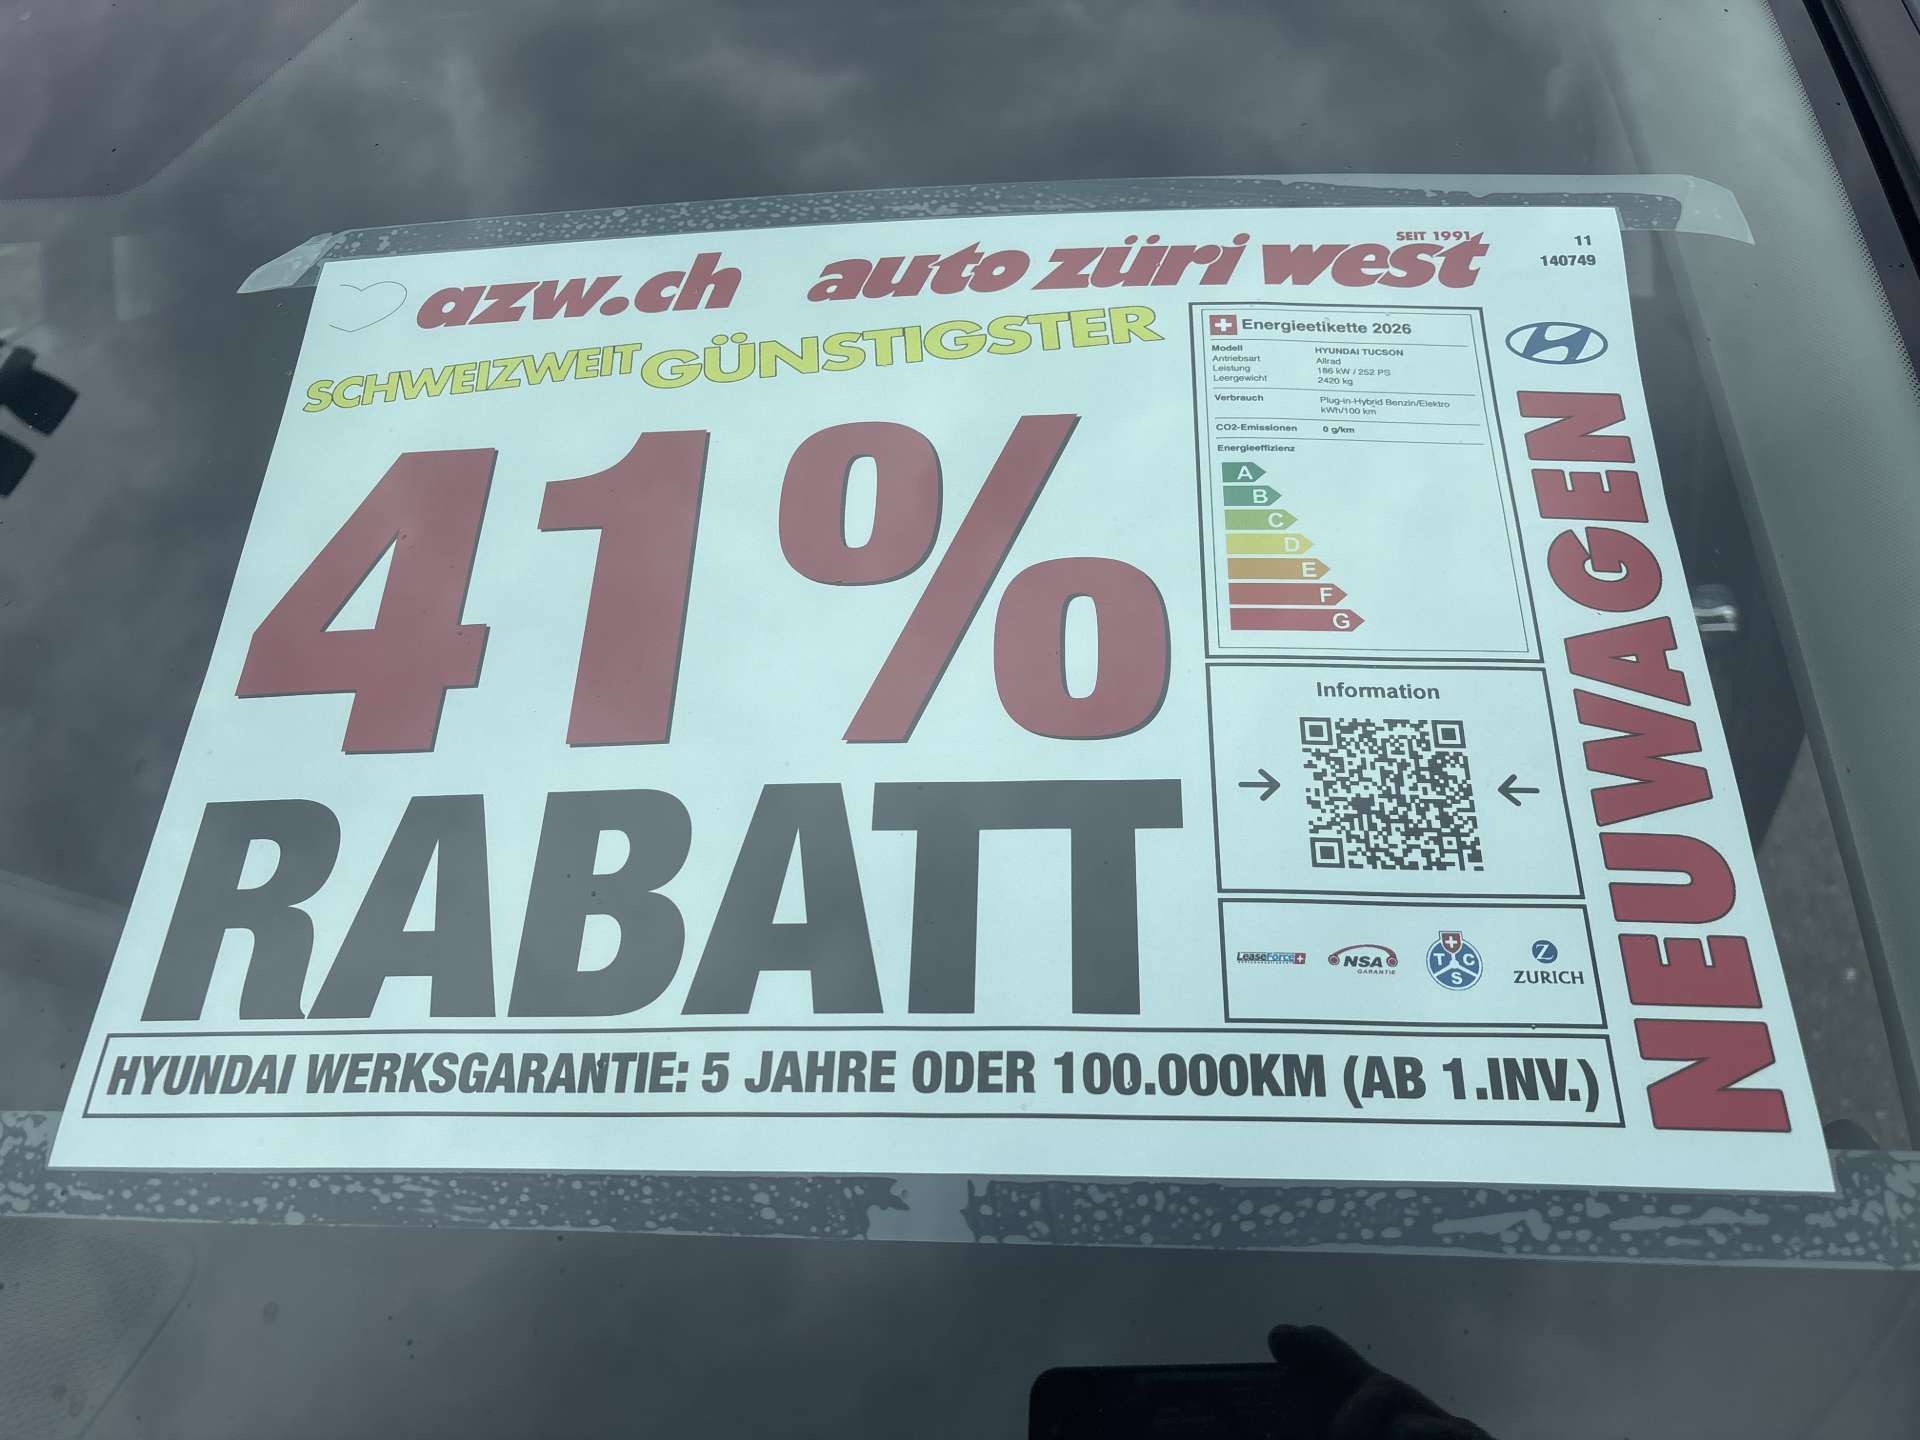 azw.ch auto züri west
SEIT 1991
11
140749
SCHWEIZWEIT GÜNSTIGSTER
41%
RABATT
Energieetikette 2026
Modell HYUNDAI TUCSON
Antriebsart Allrad
Leistung 186 kW / 252 PS
Leergewicht 2420 kg
Verbrauch Plug-in-Hybrid Benzin/Elektro
kWh/100 km
CO2-Emissionen 0 g/km
Energieeffizienz
A
B
C
D
E
F
G
Information
LeaseForce
NSA
GARANTIE
TCS
Z
ZURICH
NEUWAGEN
HYUNDAI WERKSGARANTIE: 5 JAHRE ODER 100.000KM (AB 1.INV.)